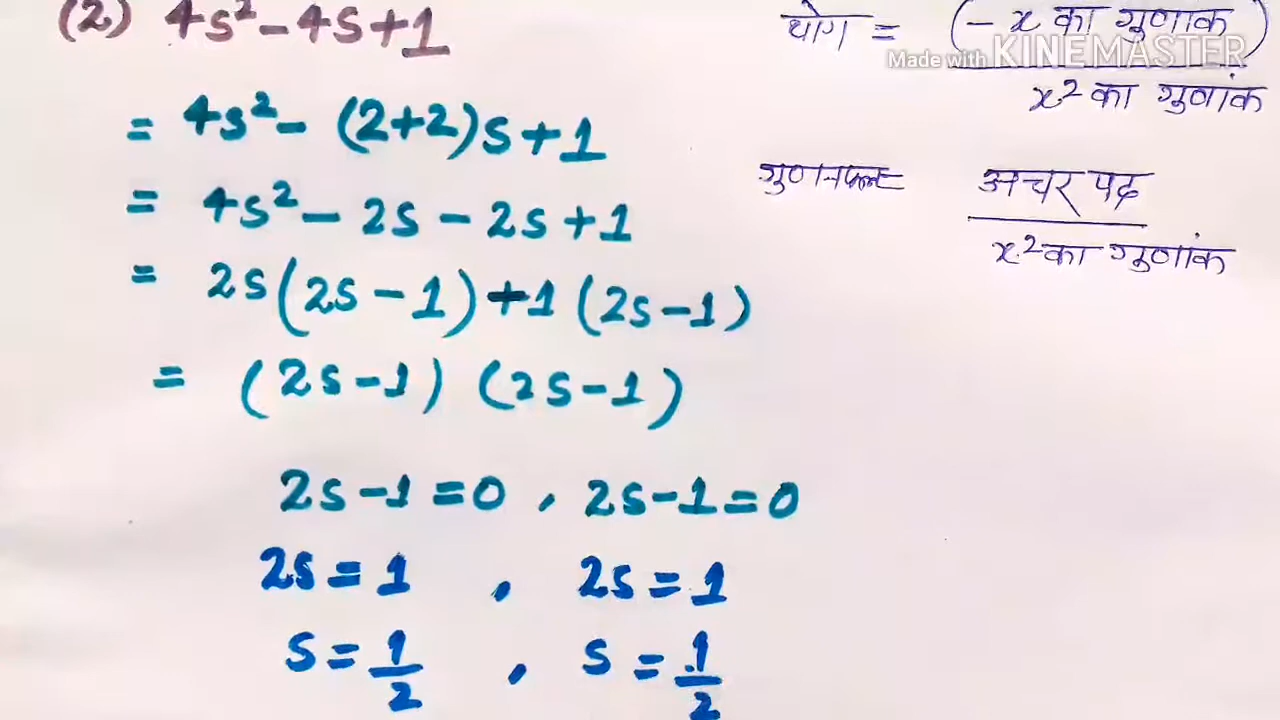 (2) 4s² - 4s + 1
= 4s² - (2+2)s + 1
= 4s² - 2s - 2s + 1
= 2s(2s - 1) + 1 (2s - 1)
= (2s - 1) (2s - 1)
2s - 1 = 0 , 2s - 1 = 0
2s = 1 , 2s = 1
s = 1/2 , s = 1/2
योग = (- x का गुणाक)
x² का गुणांक
Made with KINEMASTER
गुणनफल = अचर पद
x² का गुणांक